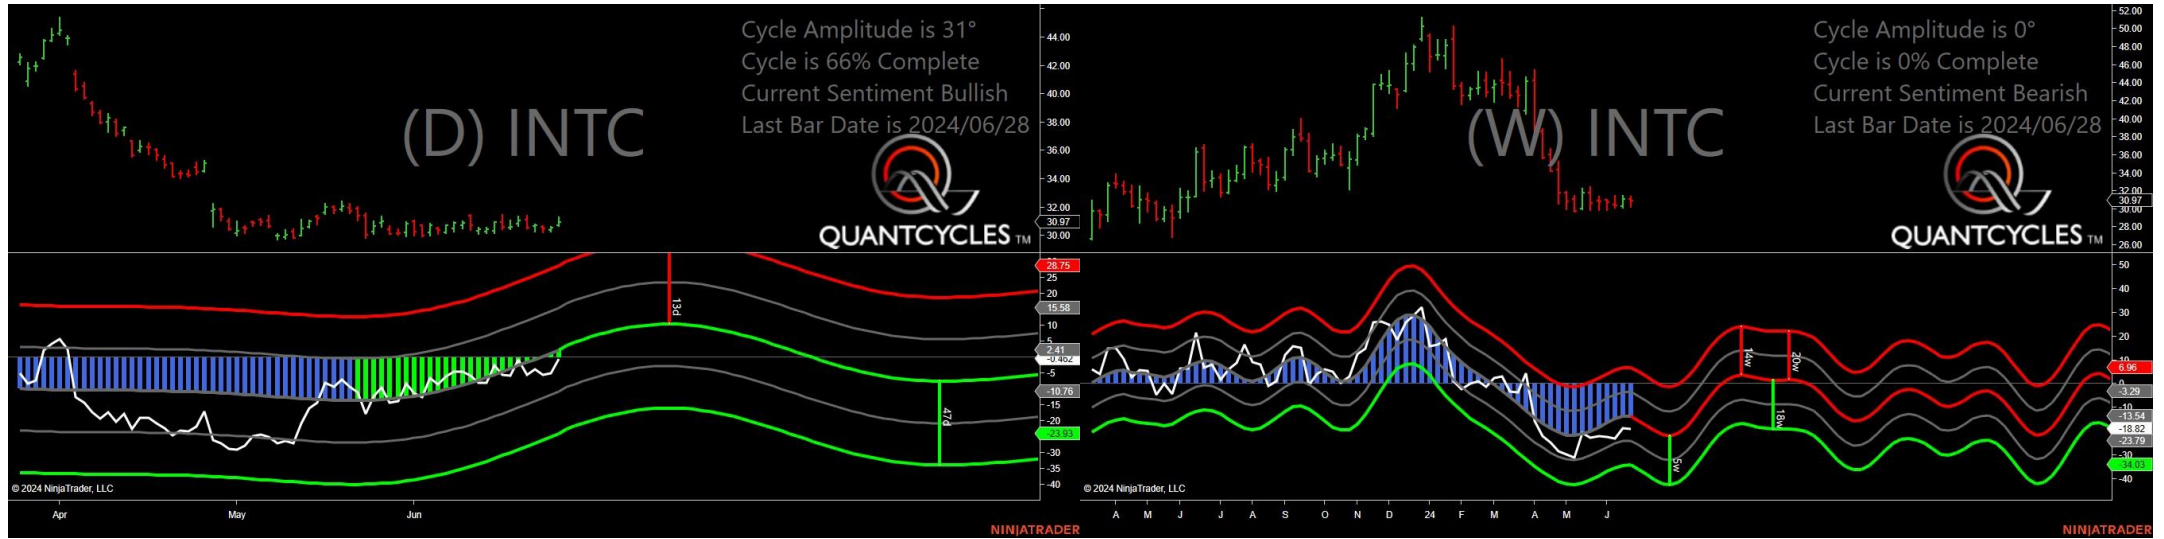 Cycle Amplitude is 31°
Cycle is 66% Complete
Current Sentiment Bullish
Last Bar Date is 2024/06/28
(D) INTC
QUANTCYCLES TM
44.00
42.00
40.00
38.00
36.00
34.00
32.00
30.97
30.00
28.75
25
20
15.58
10
5
2.41
-0.462
-5
-10.76
-15
-20
-23.93
-30
-35
-40
13d
47d
© 2024 NinjaTrader, LLC
Apr May Jun
NINJATRADER
Cycle Amplitude is 0°
Cycle is 0% Complete
Current Sentiment Bearish
Last Bar Date is 2024/06/28
(W) INTC
QUANTCYCLES TM
52.00
50.00
48.00
46.00
44.00
42.00
40.00
38.00
36.00
34.00
32.00
30.97
30.00
28.00
26.00
50
40
30
20
10
6.96
0
-3.29
-10
-13.54
-18.82
-23.79
-30
-34.03
-40
14w
20w
18w
5w
© 2024 NinjaTrader, LLC
A M J J A S O N D 24 F M A M J
NINJATRADER